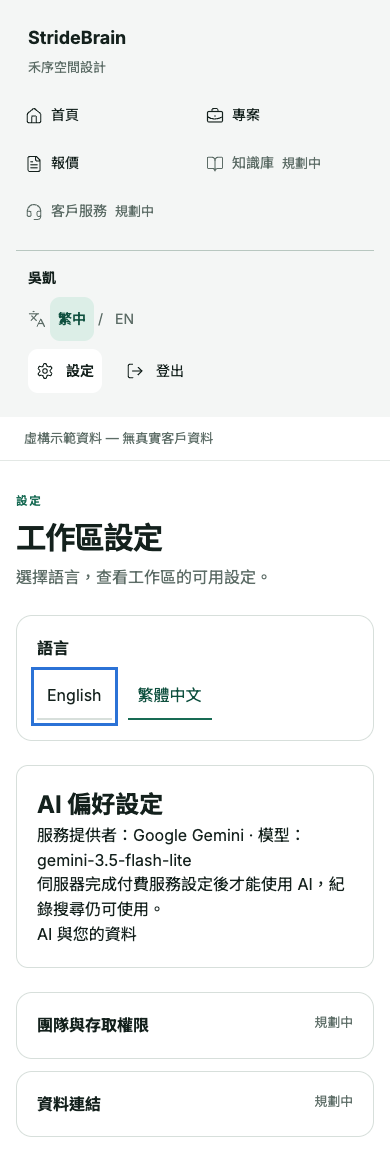 StrideBrain
禾序空間設計
首頁
專案
報價
知識庫 規劃中
客戶服務 規劃中
吳凱
繁中 / EN
設定
登出
虛構示範資料 — 無真實客戶資料
設定
工作區設定
選擇語言，查看工作區的可用設定。
語言
English
繁體中文
AI 偏好設定
服務提供者：Google Gemini · 模型：
gemini-3.5-flash-lite
伺服器完成付費服務設定後才能使用 AI，紀
錄搜尋仍可使用。
AI 與您的資料
團隊與存取權限
規劃中
資料連結
規劃中